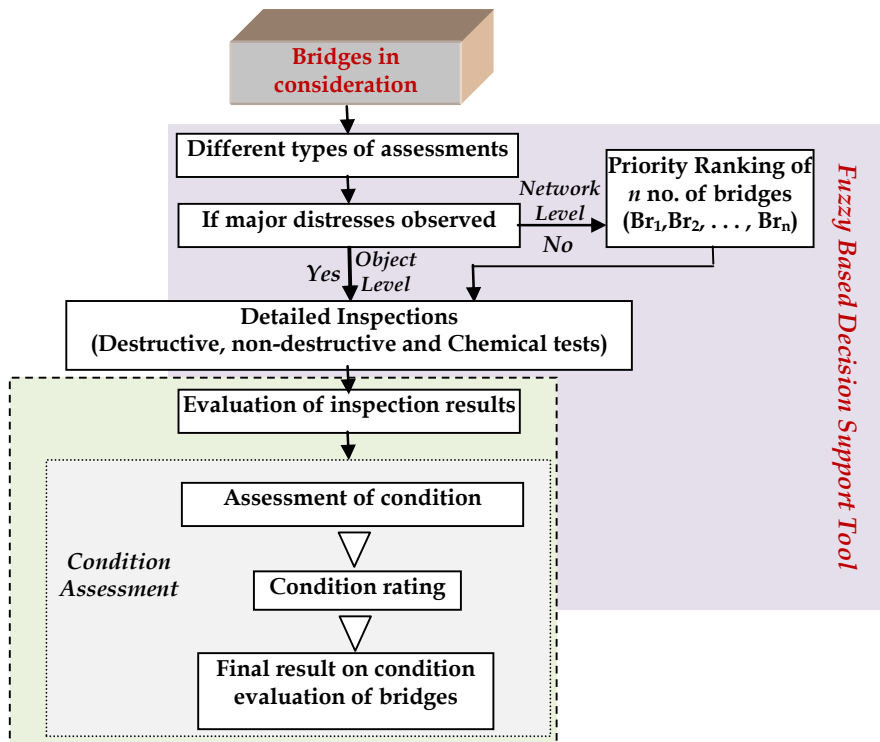 Bridges in
consideration
Different types of assessments
If major distresses observed
Network
Level
No
Priority Ranking of
n no. of bridges
(Br₁,Br₂, . . . , Brₙ)
Yes
Object
Level
Detailed Inspections
(Destructive, non-destructive and Chemical tests)
Evaluation of inspection results
Assessment of condition
Condition
Assessment
Condition rating
Final result on condition
evaluation of bridges
Fuzzy Based Decision Support Tool